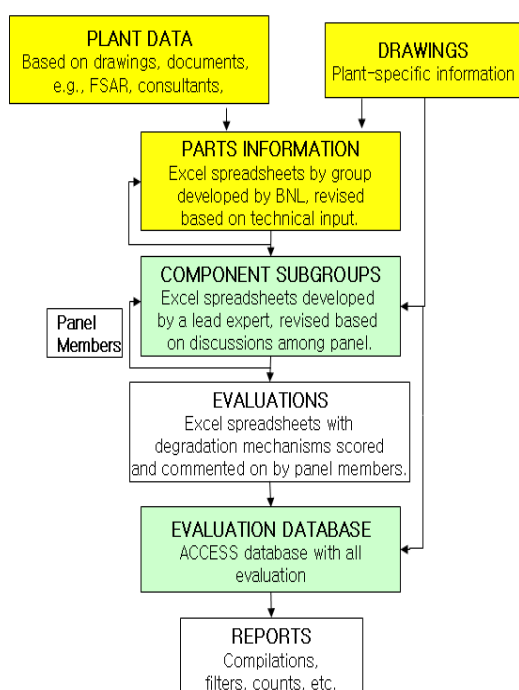 PLANT DATA
Based on drawings, documents,
e.g., FSAR, consultants,
DRAWINGS
Plant-specific information
PARTS INFORMATION
Excel spreadsheets by group
developed by BNL, revised
based on technical input.
COMPONENT SUBGROUPS
Excel spreadsheets developed
by a lead expert, revised based
on discussions among panel.
Panel
Members
EVALUATIONS
Excel spreadsheets with
degradation mechanisms scored
and commented on by panel members.
EVALUATION DATABASE
ACCESS database with all
evaluation
REPORTS
Compilations,
filters, counts, etc.